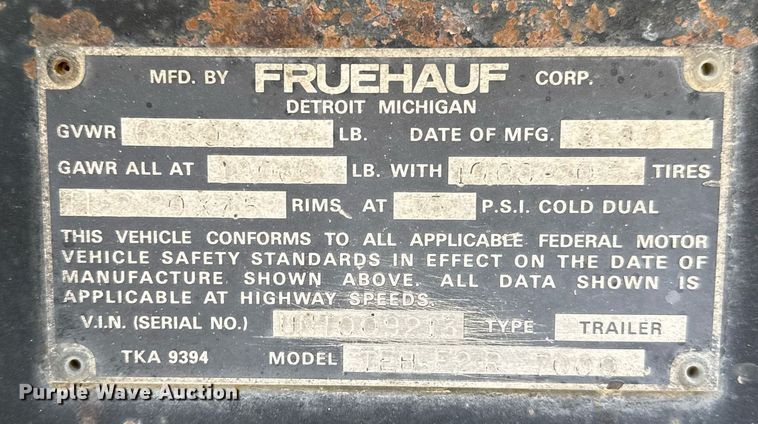 MFD. BY FRUEHAUF CORP.
DETROIT MICHIGAN
GVWR LB. DATE OF MFG.
GAWR ALL AT LB. WITH TIRES
RIMS AT P.S.I. COLD DUAL
THIS VEHICLE CONFORMS TO ALL APPLICABLE FEDERAL MOTOR
VEHICLE SAFETY STANDARDS IN EFFECT ON THE DATE OF
MANUFACTURE SHOWN ABOVE. ALL DATA SHOWN IS
APPLICABLE AT HIGHWAY SPEEDS.
V.I.N. (SERIAL NO.) TYPE TRAILER
TKA 9394 MODEL
Purple Wave Auction